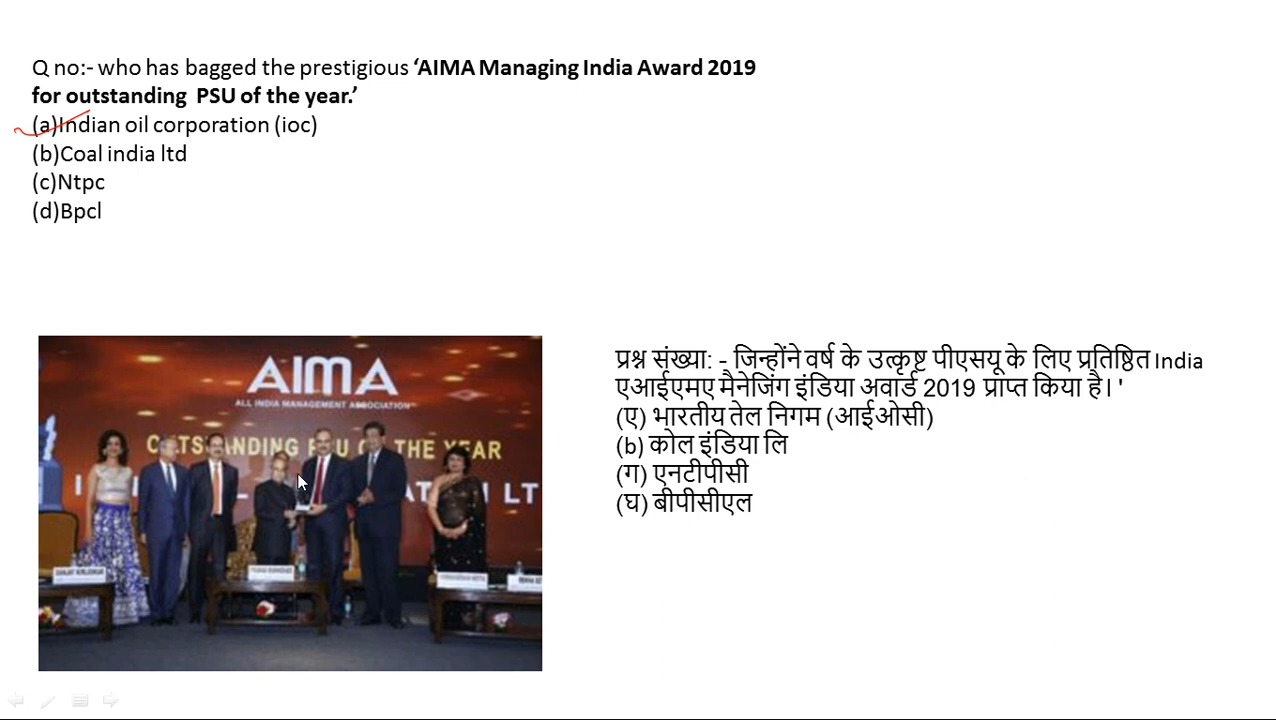 Q no:- who has bagged the prestigious ‘AIMA Managing India Award 2019
for outstanding PSU of the year.’
(a)Indian oil corporation (ioc)
(b)Coal india ltd
(c)Ntpc
(d)Bpcl
AIMA
ALL INDIA MANAGEMENT ASSOCIATION
OUTSTANDING PSU OF THE YEAR
LT
प्रश्न संख्या: - जिन्होंने वर्ष के उत्कृष्ट पीएसयू के लिए प्रतिष्ठित India
एआईएमए मैनेजिंग इंडिया अवार्ड 2019 प्राप्त किया है। '
(ए) भारतीय तेल निगम (आईओसी)
(b) कोल इंडिया लि
(ग) एनटीपीसी
(घ) बीपीसीएल